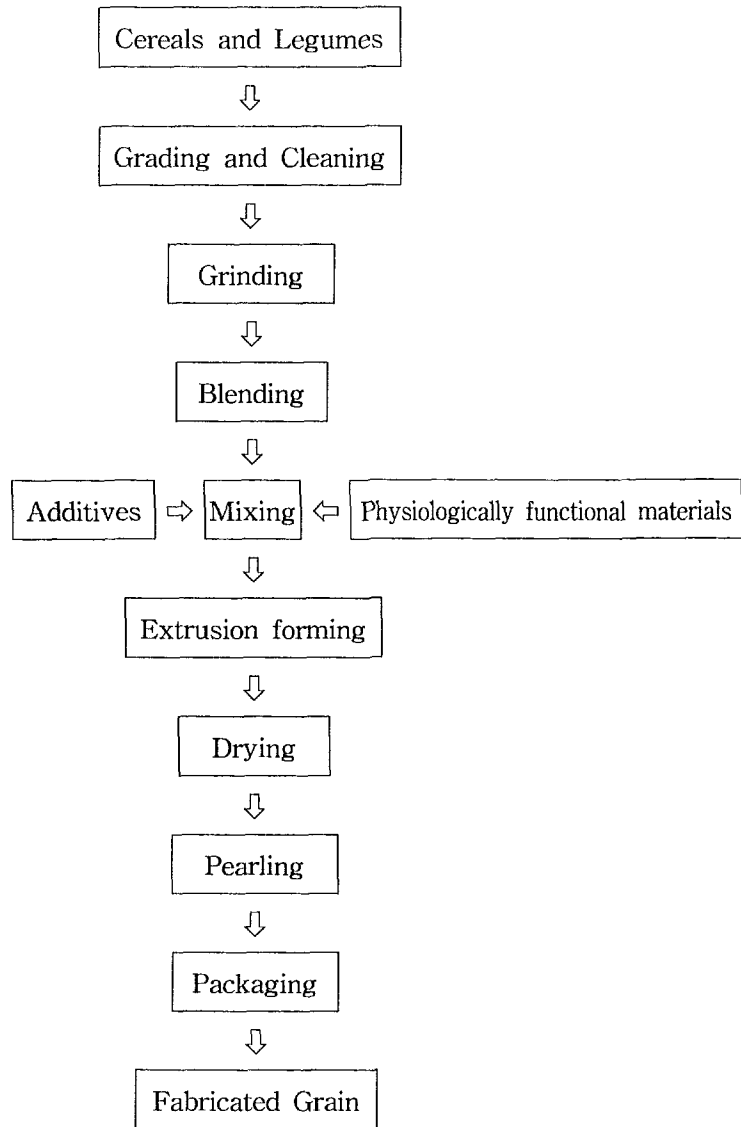 Cereals and Legumes
Grading and Cleaning
Grinding
Blending
Additives
Mixing
Physiologically functional materials
Extrusion forming
Drying
Pearling
Packaging
Fabricated Grain